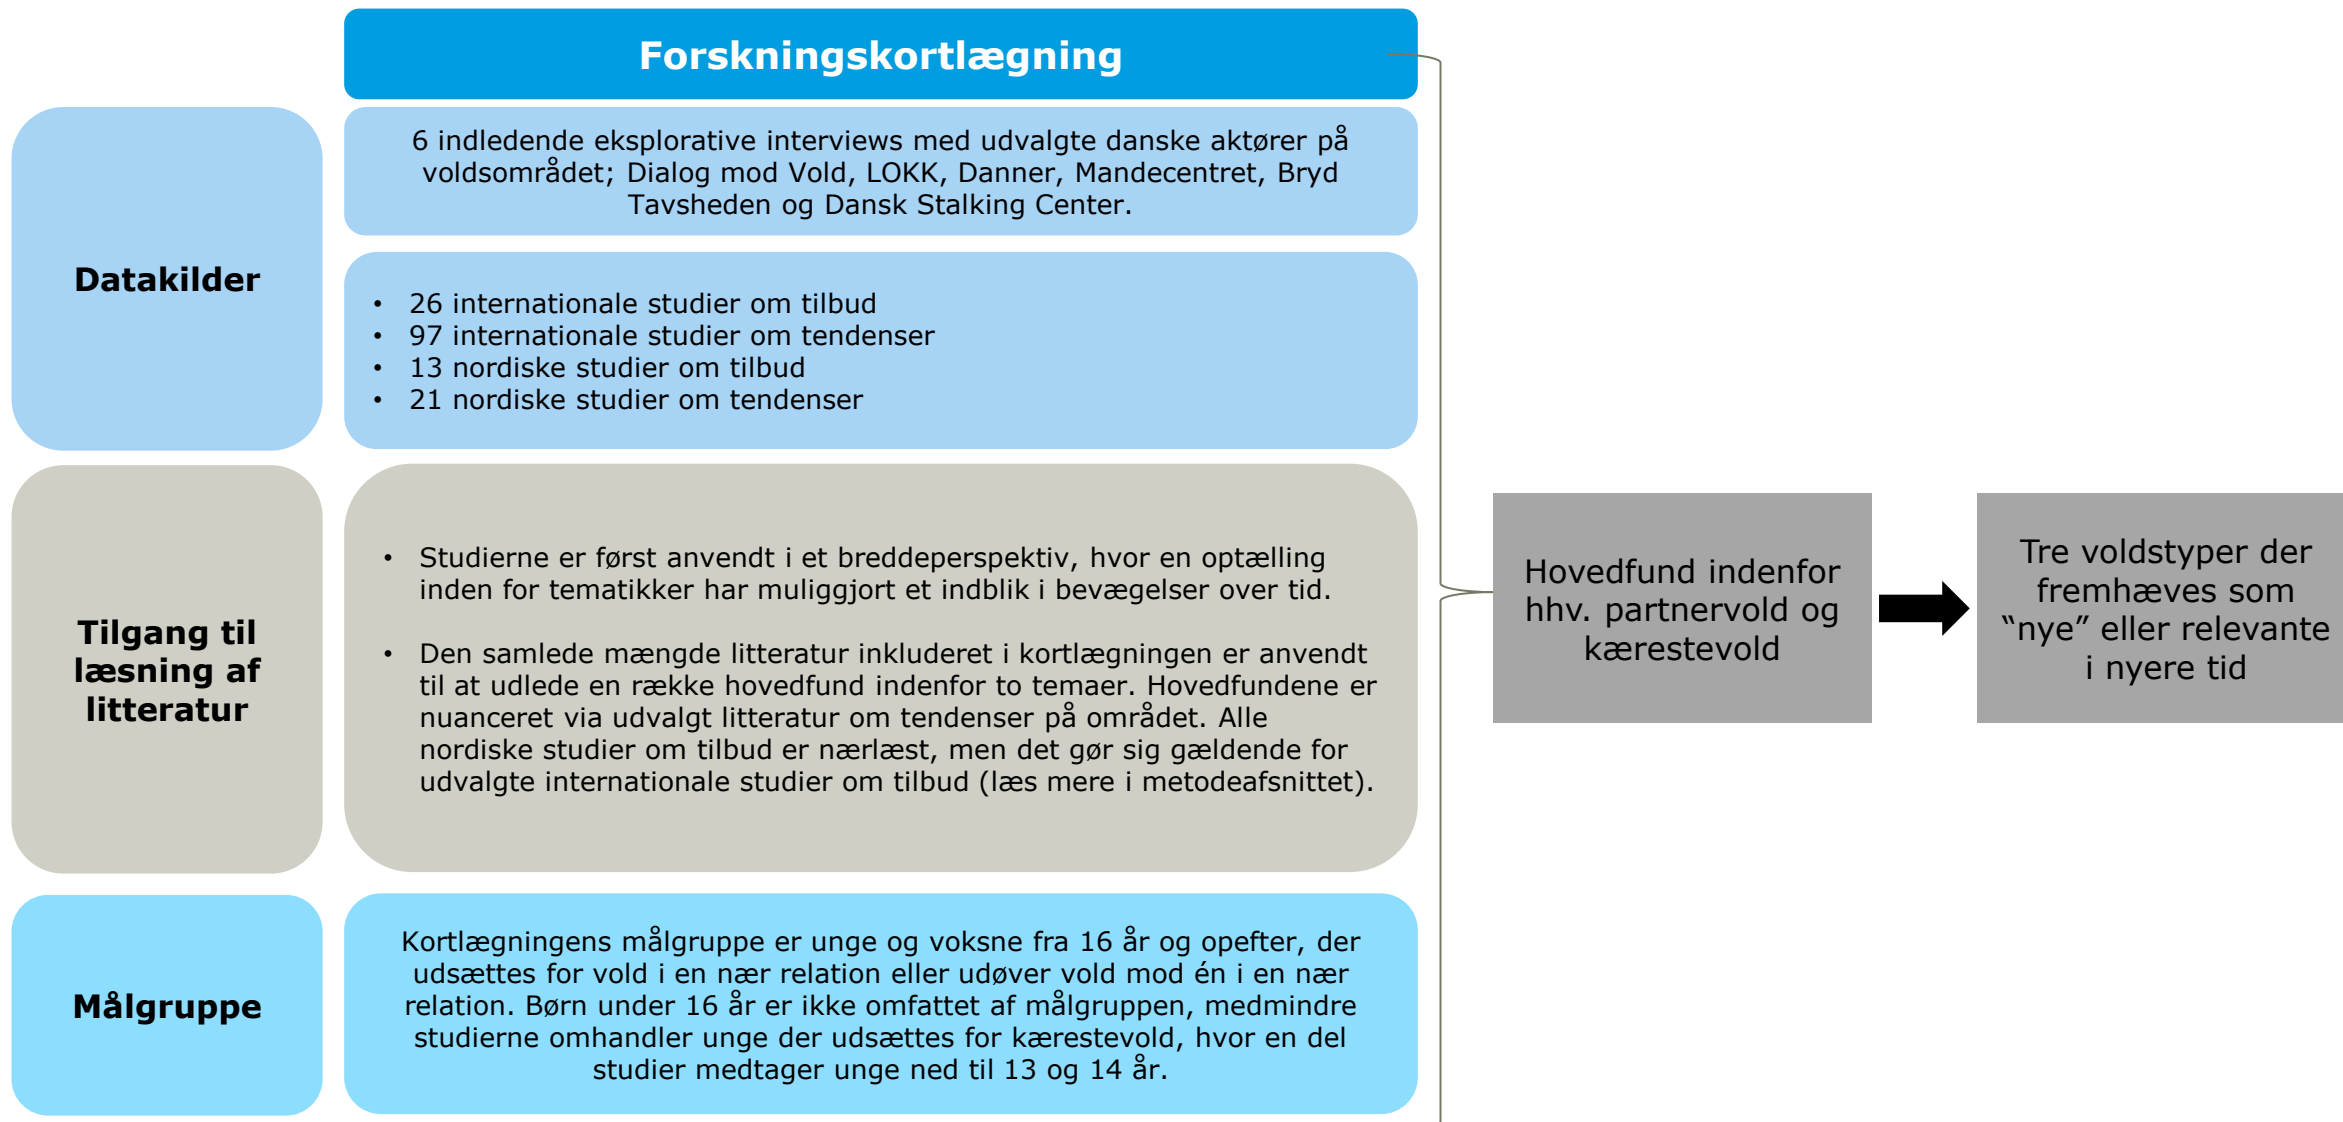 Forskningskortlægning
Datakilder
6 indledende eksplorative interviews med udvalgte danske aktører på
voldsområdet; Dialog mod Vold, LOKK, Danner, Mandecentret, Bryd
Tavsheden og Dansk Stalking Center.
• 26 internationale studier om tilbud
• 97 internationale studier om tendenser
• 13 nordiske studier om tilbud
• 21 nordiske studier om tendenser
Tilgang til
læsning af
litteratur
• Studierne er først anvendt i et breddeperspektiv, hvor en optælling
inden for tematikker har muliggjort et indblik i bevægelser over tid.
• Den samlede mængde litteratur inkluderet i kortlægningen er anvendt
til at udlede en række hovedfund indenfor to temaer. Hovedfundene er
nuanceret via udvalgt litteratur om tendenser på området. Alle
nordiske studier om tilbud er nærlæst, men det gør sig gældende for
udvalgte internationale studier om tilbud (læs mere i metodeafsnittet).
Målgruppe
Kortlægningens målgruppe er unge og voksne fra 16 år og opefter, der
udsættes for vold i en nær relation eller udøver vold mod én i en nær
relation. Børn under 16 år er ikke omfattet af målgruppen, medmindre
studierne omhandler unge der udsættes for kærestevold, hvor en del
studier medtager unge ned til 13 og 14 år.
Hovedfund indenfor
hhv. partnervold og
kærestevold
Tre voldstyper der
fremhæves som
“nye” eller relevante
i nyere tid